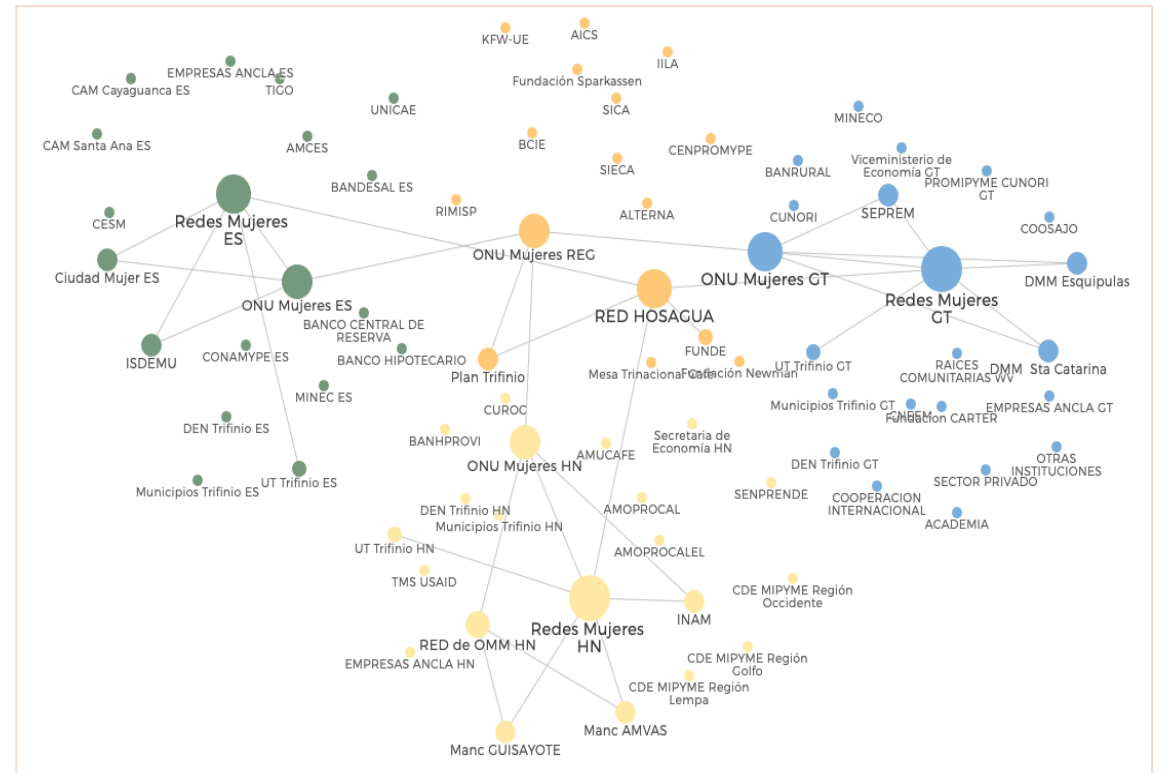 KFW-UE
AICS
IILA
EMPRESAS ANCLA ES
CAM Cayaguanca ES
TIGO
Fundación Sparkassen
UNICAE
SICA
MINECO
CAM Santa Ana ES
AMCES
BCIE
CENPROMYPE
SIECA
BANRURAL
Viceministerio de
Economía GT
PROMIPYME CUNORI
GT
BANDESAL ES
RIMISP
ALTERNA
CUNORI
SEPREM
CESM
Redes Mujeres
ES
COOSAJO
ONU Mujeres REG
Ciudad Mujer ES
ONU Mujeres GT
DMM Esquipulas
ONU Mujeres ES
RED HOSAGUA
Redes Mujeres
GT
BANCO CENTRAL DE
RESERVA
ISDEMU
CONAMYPE ES
BANCO HIPOTECARIO
FUNDE
Plan Trifinio
Mesa Trinacional Café
Fundación Newman
UT Trifinio GT
RAICES
COMUNITARIAS WV
DMM Sta Catarina
MINEC ES
CUROC
Municipios Trifinio GT
Fundacion CARTER
EMPRESAS ANCLA GT
DEN Trifinio ES
BANHPROVI
Secretaria de
Economía HN
ONU Mujeres HN
AMUCAFE
DEN Trifinio GT
OTRAS
INSTITUCIONES
UT Trifinio ES
Municipios Trifinio ES
SENPRENDE
SECTOR PRIVADO
COOPERACION
INTERNACIONAL
DEN Trifinio HN
Municipios Trifinio HN
AMOPROCAL
ACADEMIA
UT Trifinio HN
AMOPROCALEL
TMS USAID
CDE MIPYME Región
Occidente
Redes Mujeres
HN
INAM
RED de OMM HN
EMPRESAS ANCLA HN
CDE MIPYME Región
Golfo
CDE MIPYME Región
Lempa
Manc AMVAS
Manc GUISAYOTE